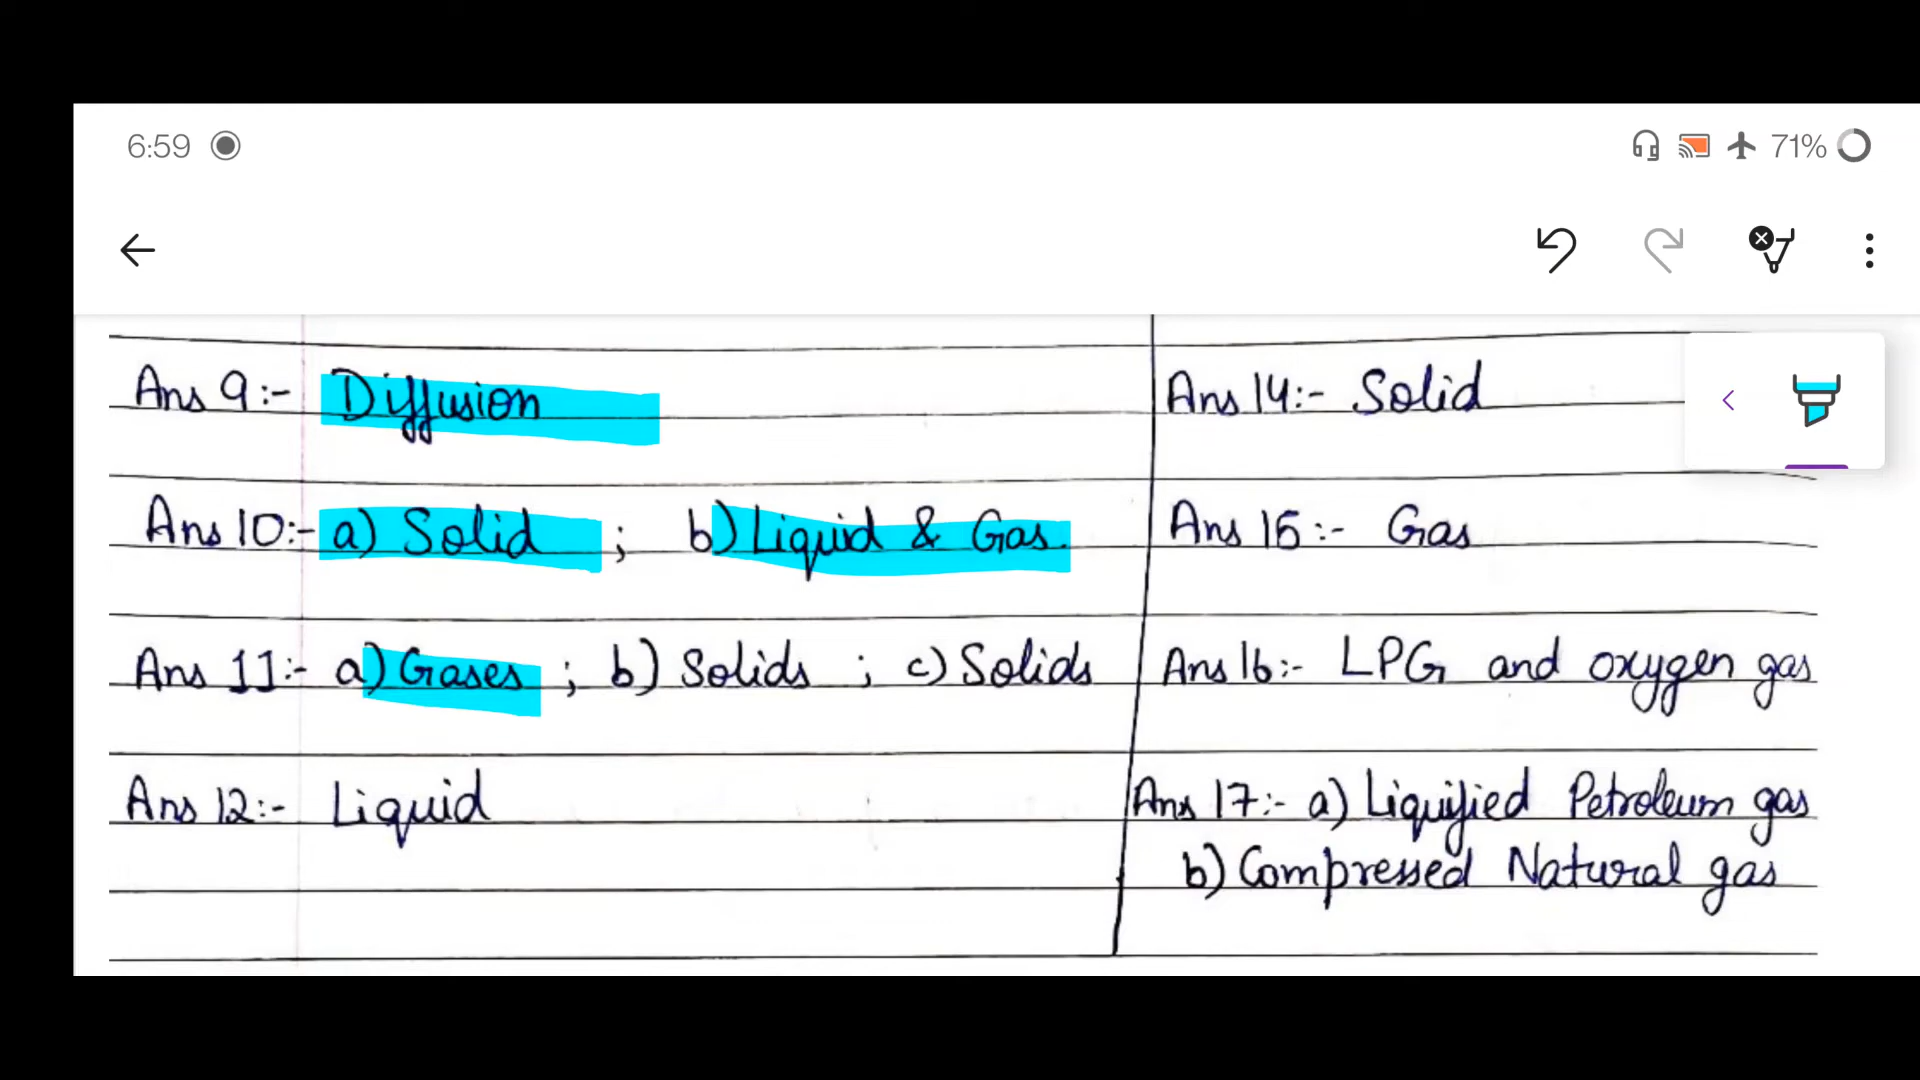 6:59 71%
Ans 9:- Diffusion
Ans 10:- a) Solid ; b) Liquid & Gas.
Ans 11:- a) Gases ; b) Solids ; c) Solids
Ans 12:- Liquid
Ans 14:- Solid
Ans 15:- Gas
Ans 16:- LPG and oxygen gas
Ans 17:- a) Liquified Petroleum gas
b) Compressed Natural gas